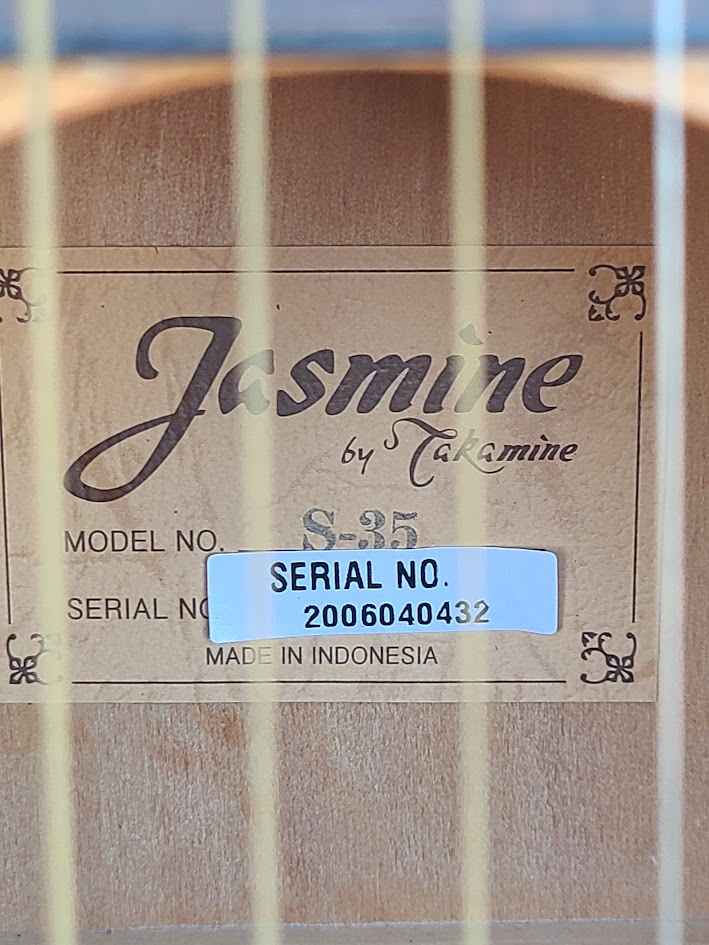 Jasmine
by Takamine
MODEL NO. S-35
SERIAL NO
SERIAL NO.
2006040432
MADE IN INDONESIA